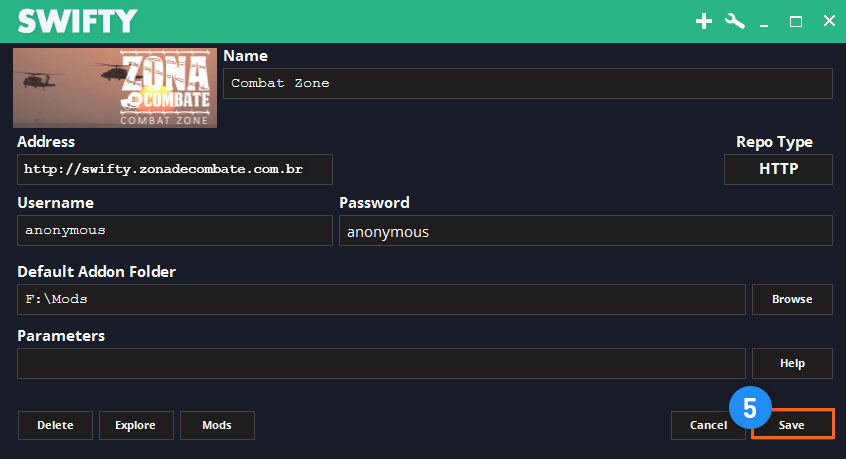 SWIFTY
ZONA
DE COMBATE
COMBAT ZONE
Name
Combat Zone
Address
Repo Type
http://swifty.zonadecombate.com.br
HTTP
Username
Password
anonymous
anonymous
Default Addon Folder
F:\Mods
Browse
Parameters
Help
Delete
Explore
Mods
Cancel
5
Save